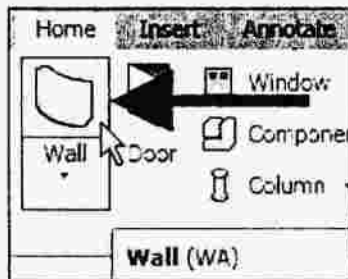 Home Insert Annotate
Window
Wall Door Componen
Column
Wall (WA)